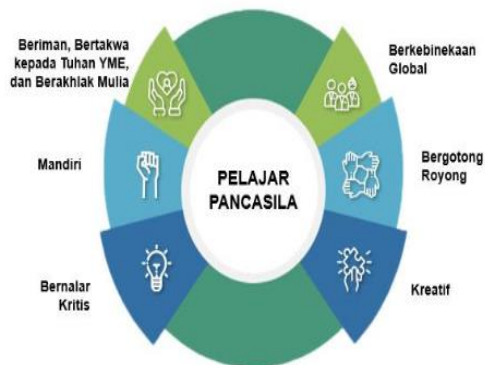 Beriman, Bertakwa
kepada Tuhan YME,
dan Berakhlak Mulia
Berkebinekaan
Global
Mandiri
PELAJAR
PANCASILA
Bergotong
Royong
Bernalar
Kritis
Kreatif